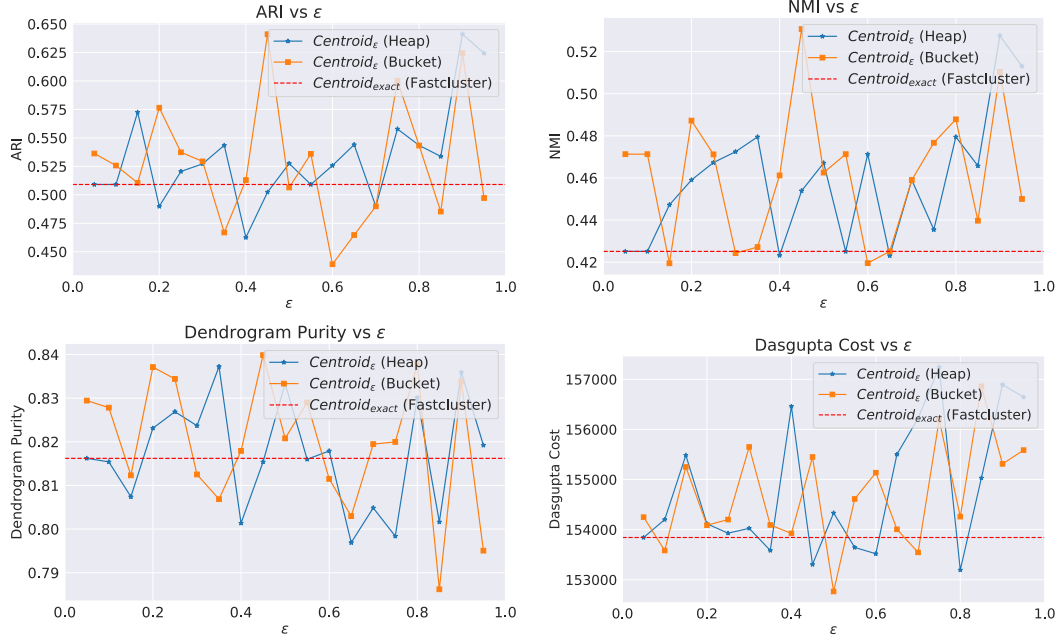 ARI vs ε
0.650
0.625
0.600
0.575
0.550
0.525
0.500
0.475
0.450
ARI
Centroidε (Heap)
Centroidε (Bucket)
Centroidexact (Fastcluster)
0.0 0.2 0.4 0.6 0.8 1.0
ε
NMI vs ε
0.52
0.50
0.48
0.46
0.44
0.42
NMI
Centroidε (Heap)
Centroidε (Bucket)
Centroidexact (Fastcluster)
0.0 0.2 0.4 0.6 0.8 1.0
ε
Dendrogram Purity vs ε
0.84
0.83
0.82
0.81
0.80
0.79
Dendrogram Purity
Centroidε (Heap)
Centroidε (Bucket)
Centroidexact (Fastcluster)
0.0 0.2 0.4 0.6 0.8 1.0
ε
Dasgupta Cost vs ε
157000
156000
155000
154000
153000
Dasgupta Cost
Centroidε (Heap)
Centroidε (Bucket)
Centroidexact (Fastcluster)
0.0 0.2 0.4 0.6 0.8 1.0
ε